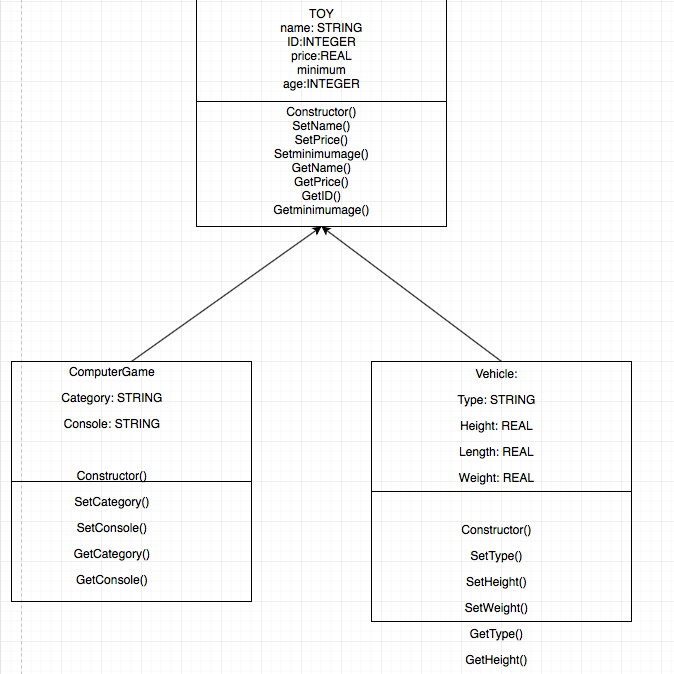 TOY
name: STRING
ID:INTEGER
price:REAL
minimum
age:INTEGER
Constructor()
SetName()
SetPrice()
Setminimumage()
GetName()
GetPrice()
GetID()
Getminimumage()
ComputerGame
Category: STRING
Console: STRING
Constructor()
SetCategory()
SetConsole()
GetCategory()
GetConsole()
Vehicle:
Type: STRING
Height: REAL
Length: REAL
Weight: REAL
Constructor()
SetType()
SetHeight()
SetWeight()
GetType()
GetHeight()